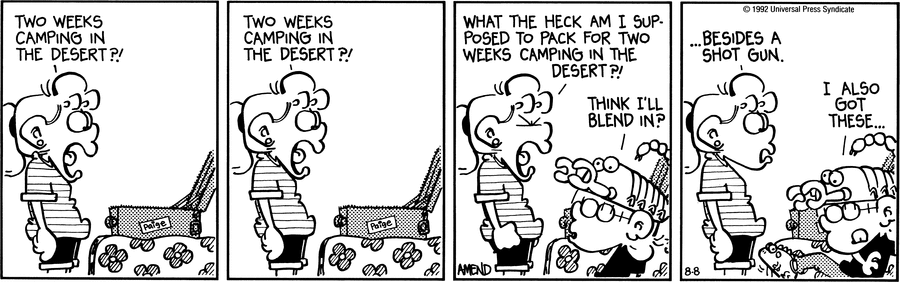 TWO WEEKS
CAMPING IN
THE DESERT?!
Paige
TWO WEEKS
CAMPING IN
THE DESERT?!
Paige
WHAT THE HECK AM I SUP-
POSED TO PACK FOR TWO
WEEKS CAMPING IN THE
DESERT?!
THINK I'LL
BLEND IN?
AMEND
© 1992 Universal Press Syndicate
...BESIDES A
SHOT GUN.
I ALSO
GOT
THESE...
8-8